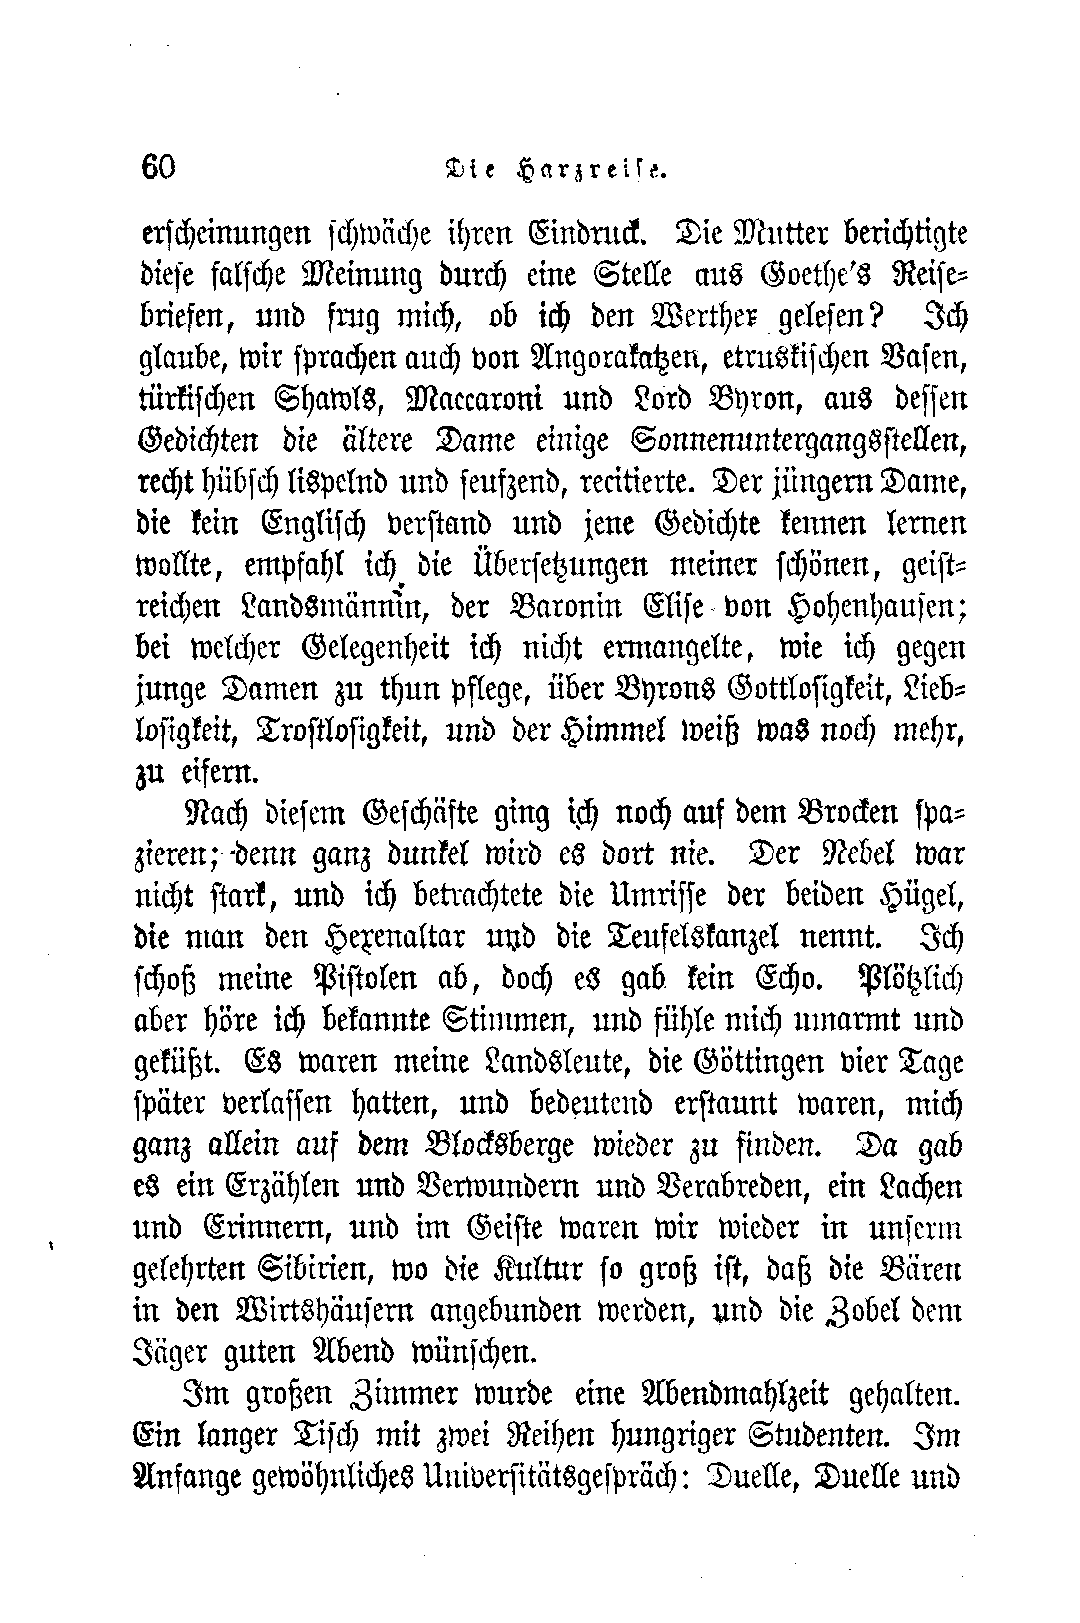 60 Die Harzreise.
erscheinungen schwäche ihren Eindruck. Die Mutter berichtigte
diese falsche Meinung durch eine Stelle aus Goethe's Reise-
briefen, und frug mich, ob ich den Werther gelesen? Ich
glaube, wir sprachen auch von Angorakatzen, etruskischen Vasen,
türkischen Shawls, Maccaroni und Lord Byron, aus dessen
Gedichten die ältere Dame einige Sonnenuntergangsstellen,
recht hübsch lispelnd und seufzend, recitierte. Der jüngern Dame,
die kein Englisch verstand und jene Gedichte kennen lernen
wollte, empfahl ich die Übersetzungen meiner schönen, geist-
reichen Landsmännin, der Baronin Elise von Hohenhausen;
bei welcher Gelegenheit ich nicht ermangelte, wie ich gegen
junge Damen zu thun pflege, über Byrons Gottlosigkeit, Lieb-
losigkeit, Trostlosigkeit, und der Himmel weiß was noch mehr,
zu eifern.
Nach diesem Geschäfte ging ich noch auf dem Brocken spa-
zieren; denn ganz dunkel wird es dort nie. Der Nebel war
nicht stark, und ich betrachtete die Umrisse der beiden Hügel,
die man den Hexenaltar und die Teufelskanzel nennt. Ich
schoß meine Pistolen ab, doch es gab kein Echo. Plötzlich
aber höre ich bekannte Stimmen, und fühle mich umarmt und
geküßt. Es waren meine Landsleute, die Göttingen vier Tage
später verlassen hatten, und bedeutend erstaunt waren, mich
ganz allein auf dem Blocksberge wieder zu finden. Da gab
es ein Erzählen und Verwundern und Verabreden, ein Lachen
und Erinnern, und im Geiste waren wir wieder in unserm
gelehrten Sibirien, wo die Kultur so groß ist, daß die Bären
in den Wirtshäusern angebunden werden, und die Zobel dem
Jäger guten Abend wünschen.
Im großen Zimmer wurde eine Abendmahlzeit gehalten.
Ein langer Tisch mit zwei Reihen hungriger Studenten. Im
Anfange gewöhnliches Universitätsgespräch: Duelle, Duelle und